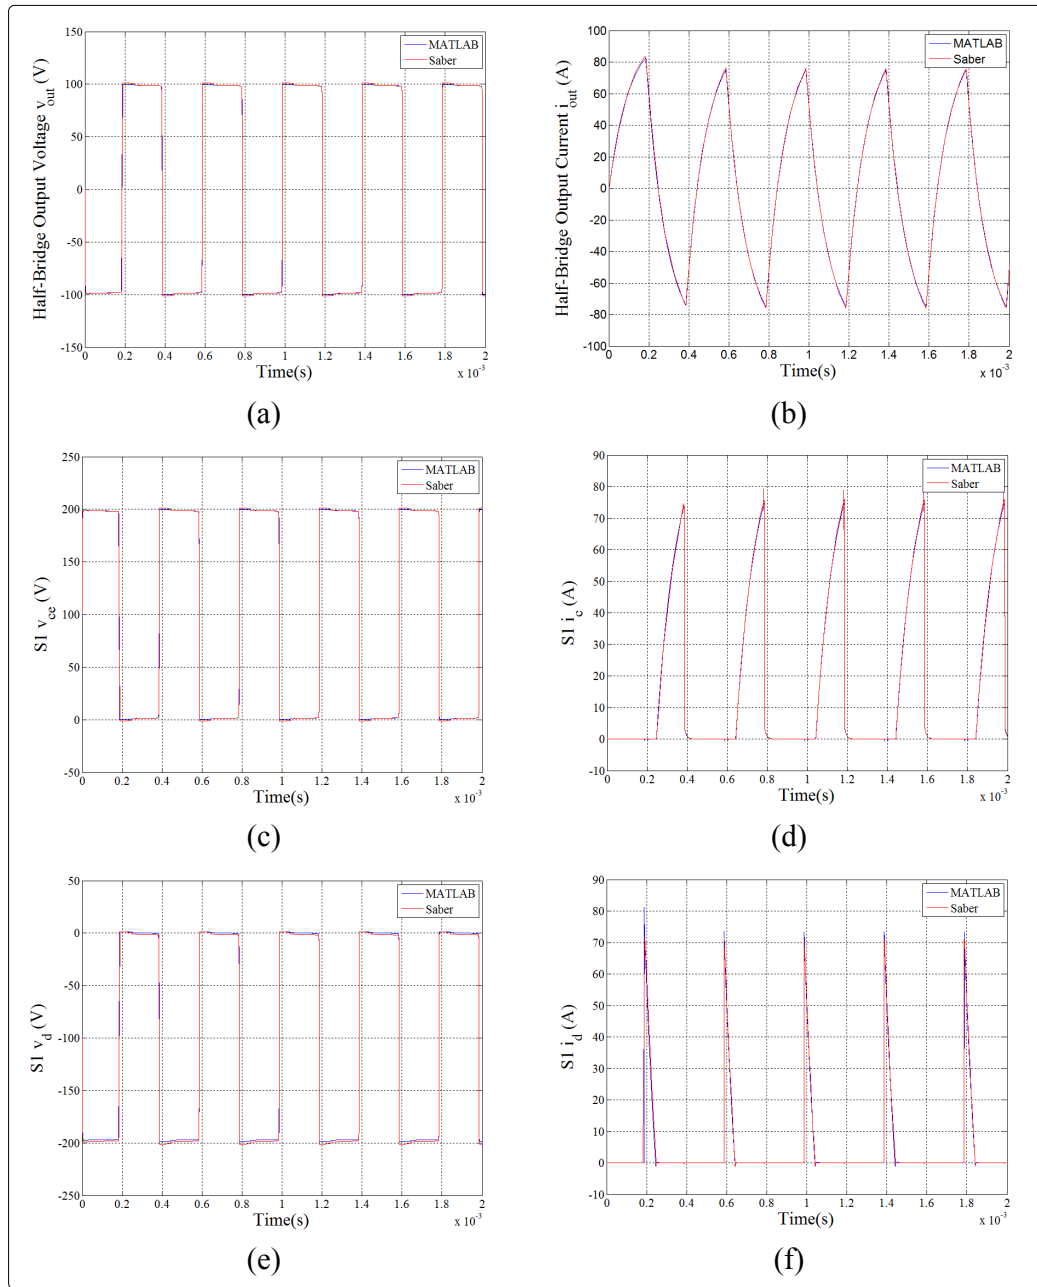 150
100
50
0
-50
-100
-150
Half-Bridge Output Voltage v_out (V)
MATLAB
Saber
0 0.2 0.4 0.6 0.8 1 1.2 1.4 1.6 1.8 2
Time(s)
x 10^-3
(a)
100
80
60
40
20
0
-20
-40
-60
-80
-100
Half-Bridge Output Current i_out (A)
MATLAB
Saber
0 0.2 0.4 0.6 0.8 1 1.2 1.4 1.6 1.8 2
Time(s)
x 10^-3
(b)
250
200
150
100
50
0
-50
S1 v_ce (V)
MATLAB
Saber
0 0.2 0.4 0.6 0.8 1 1.2 1.4 1.6 1.8 2
Time(s)
x 10^-3
(c)
90
80
70
60
50
40
30
20
10
0
-10
S1 i_c (A)
MATLAB
Saber
0 0.2 0.4 0.6 0.8 1 1.2 1.4 1.6 1.8 2
Time(s)
x 10^-3
(d)
50
0
-50
-100
-150
-200
-250
S1 v_d (V)
MATLAB
Saber
0 0.2 0.4 0.6 0.8 1 1.2 1.4 1.6 1.8 2
Time(s)
x 10^-3
(e)
90
80
70
60
50
40
30
20
10
0
-10
S1 i_d (A)
MATLAB
Saber
0 0.2 0.4 0.6 0.8 1 1.2 1.4 1.6 1.8 2
Time(s)
x 10^-3
(f)